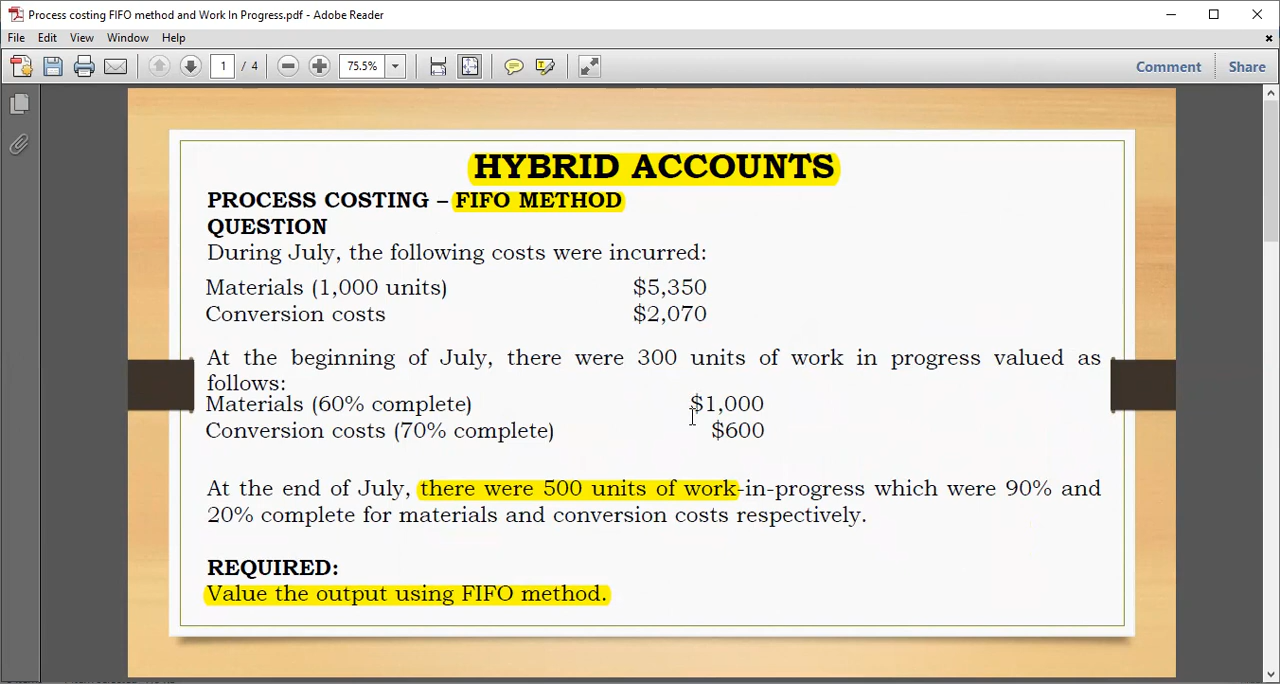 Process costing FIFO method and Work In Progress.pdf - Adobe Reader
File Edit View Window Help
1 / 4 75.5% Comment Share
HYBRID ACCOUNTS
PROCESS COSTING – FIFO METHOD
QUESTION
During July, the following costs were incurred:
Materials (1,000 units) $5,350
Conversion costs $2,070
At the beginning of July, there were 300 units of work in progress valued as
follows:
Materials (60% complete) $1,000
Conversion costs (70% complete) $600
At the end of July, there were 500 units of work-in-progress which were 90% and
20% complete for materials and conversion costs respectively.
REQUIRED:
Value the output using FIFO method.